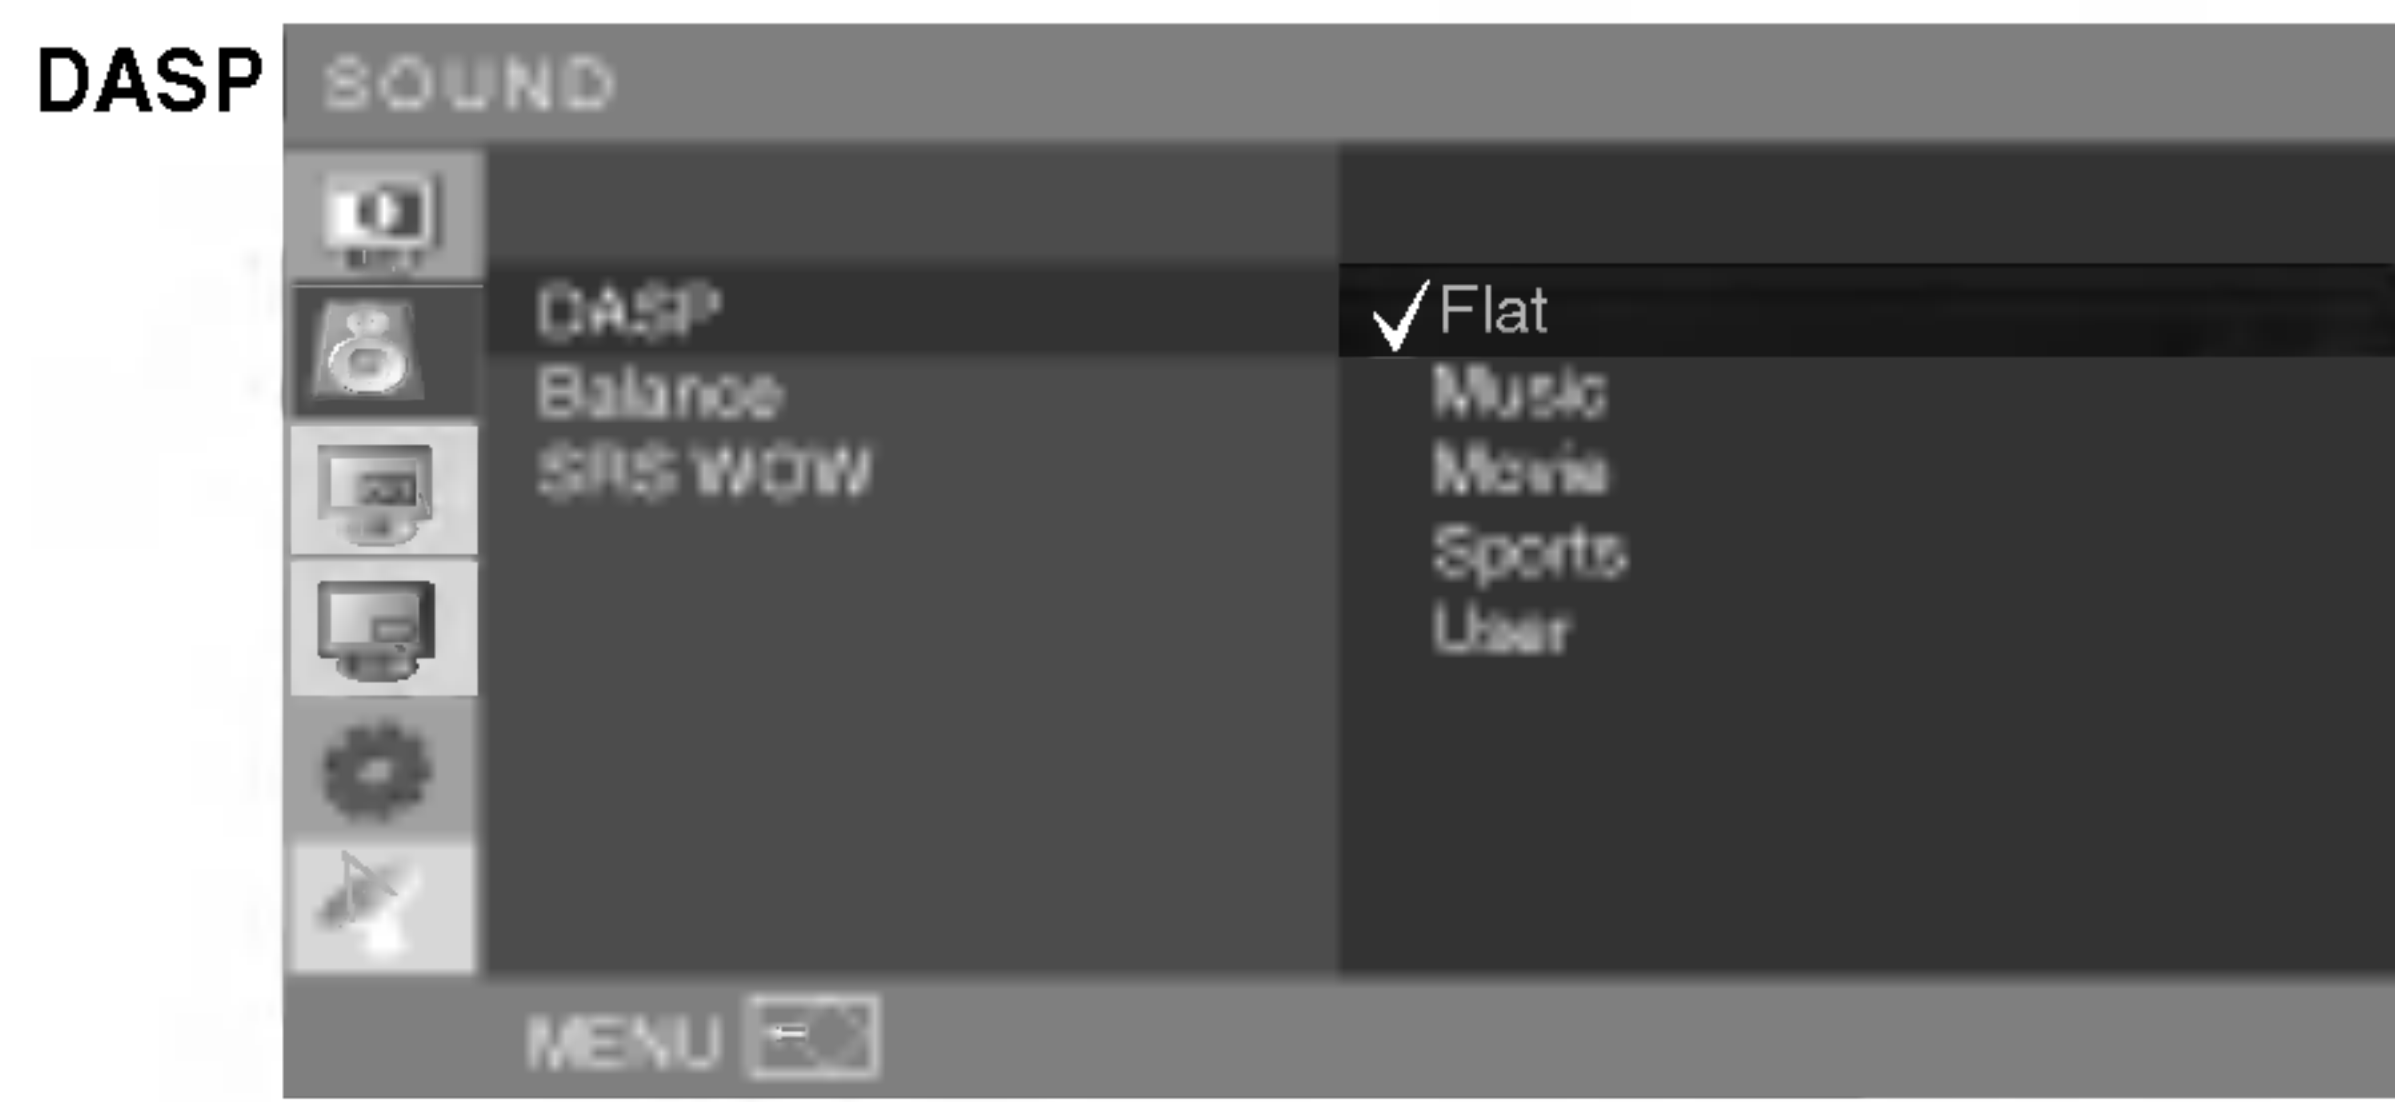 DASP
SOUND
DASP
Flat
Balance
Music
SRS WOW
Movie
Sports
User
MENU